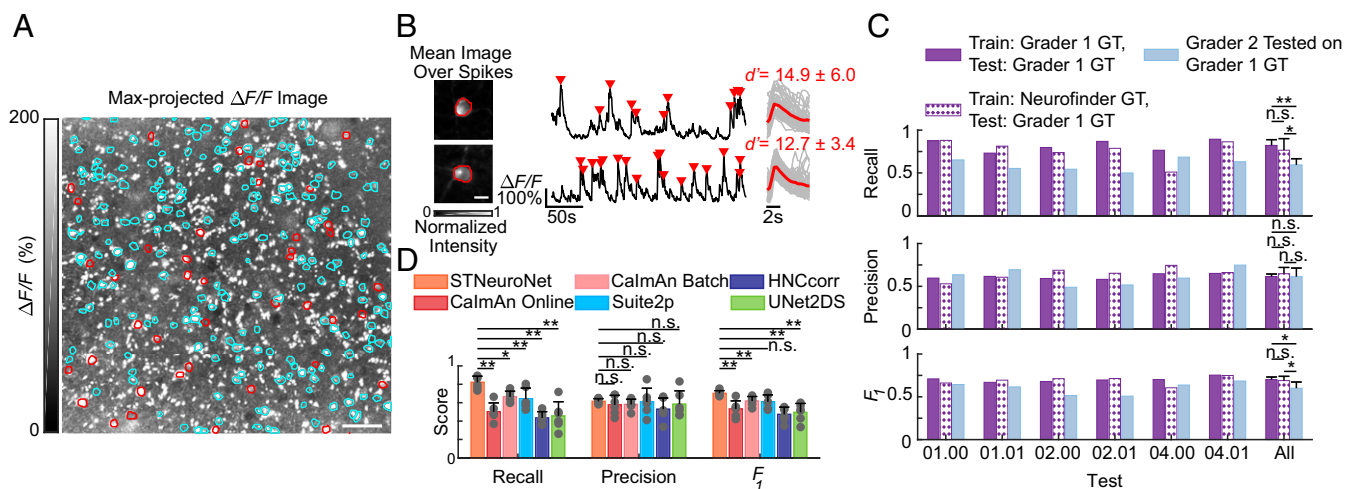 A
Max-projected ΔF/F Image
200
ΔF/F (%)
0
B
Mean Image
Over Spikes
d'= 14.9 ± 6.0
d'= 12.7 ± 3.4
ΔF/F
100%
0 1
Normalized
Intensity
50s
2s
C
Train: Grader 1 GT,
Test: Grader 1 GT
Grader 2 Tested on
Grader 1 GT
Train: Neurofinder GT,
Test: Grader 1 GT
**
n.s.
*
1
0.5
0
Recall
n.s.
n.s.
n.s.
1
0.5
0
Precision
*
n.s.
*
1
0.5
0
F1
01.00 01.01 02.00 02.01 04.00 04.01 All
Test
D
STNeuroNet
CaImAn Batch
HNCcorr
CaImAn Online
Suite2p
UNet2DS
**
**
**
*
**
n.s.
n.s.
n.s.
n.s.
n.s.
**
**
n.s.
**
**
1
0
Score
Recall Precision F1